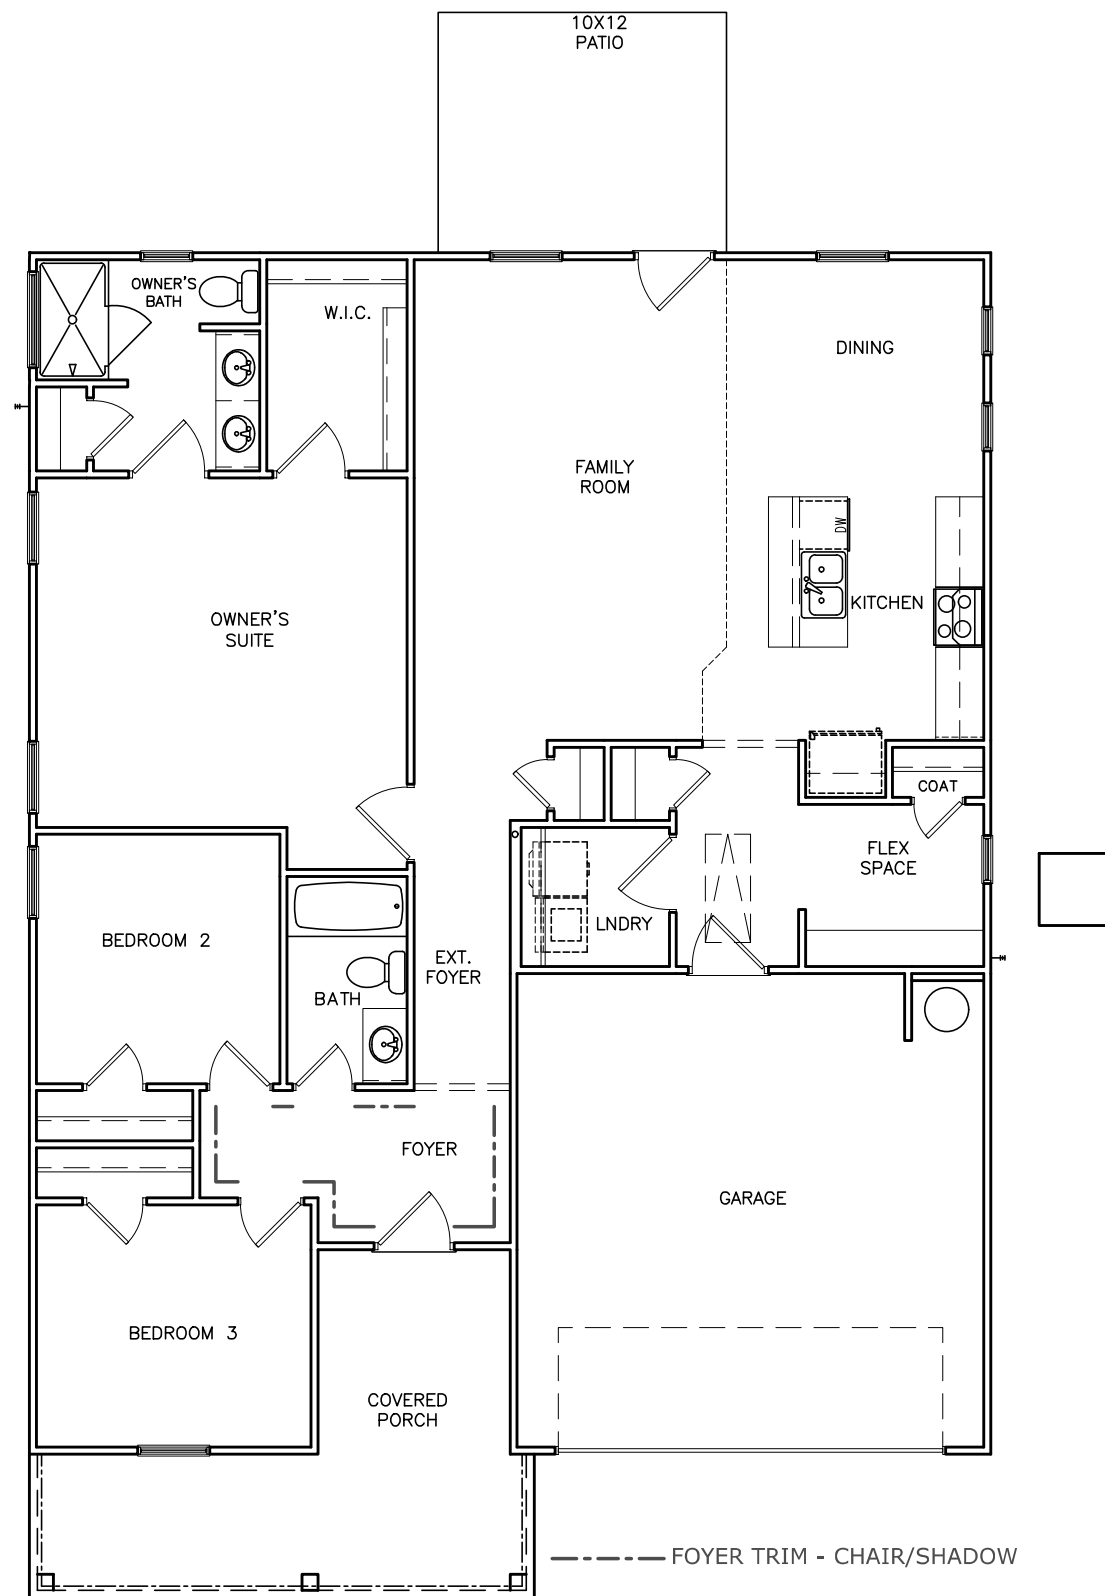 10X12
PATIO
OWNER'S
BATH
W.I.C.
DINING
FAMILY
ROOM
DW
KITCHEN
OWNER'S
SUITE
COAT
FLEX
SPACE
LNDRY
BEDROOM 2
EXT.
FOYER
BATH
FOYER
GARAGE
BEDROOM 3
COVERED
PORCH
FOYER TRIM - CHAIR/SHADOW